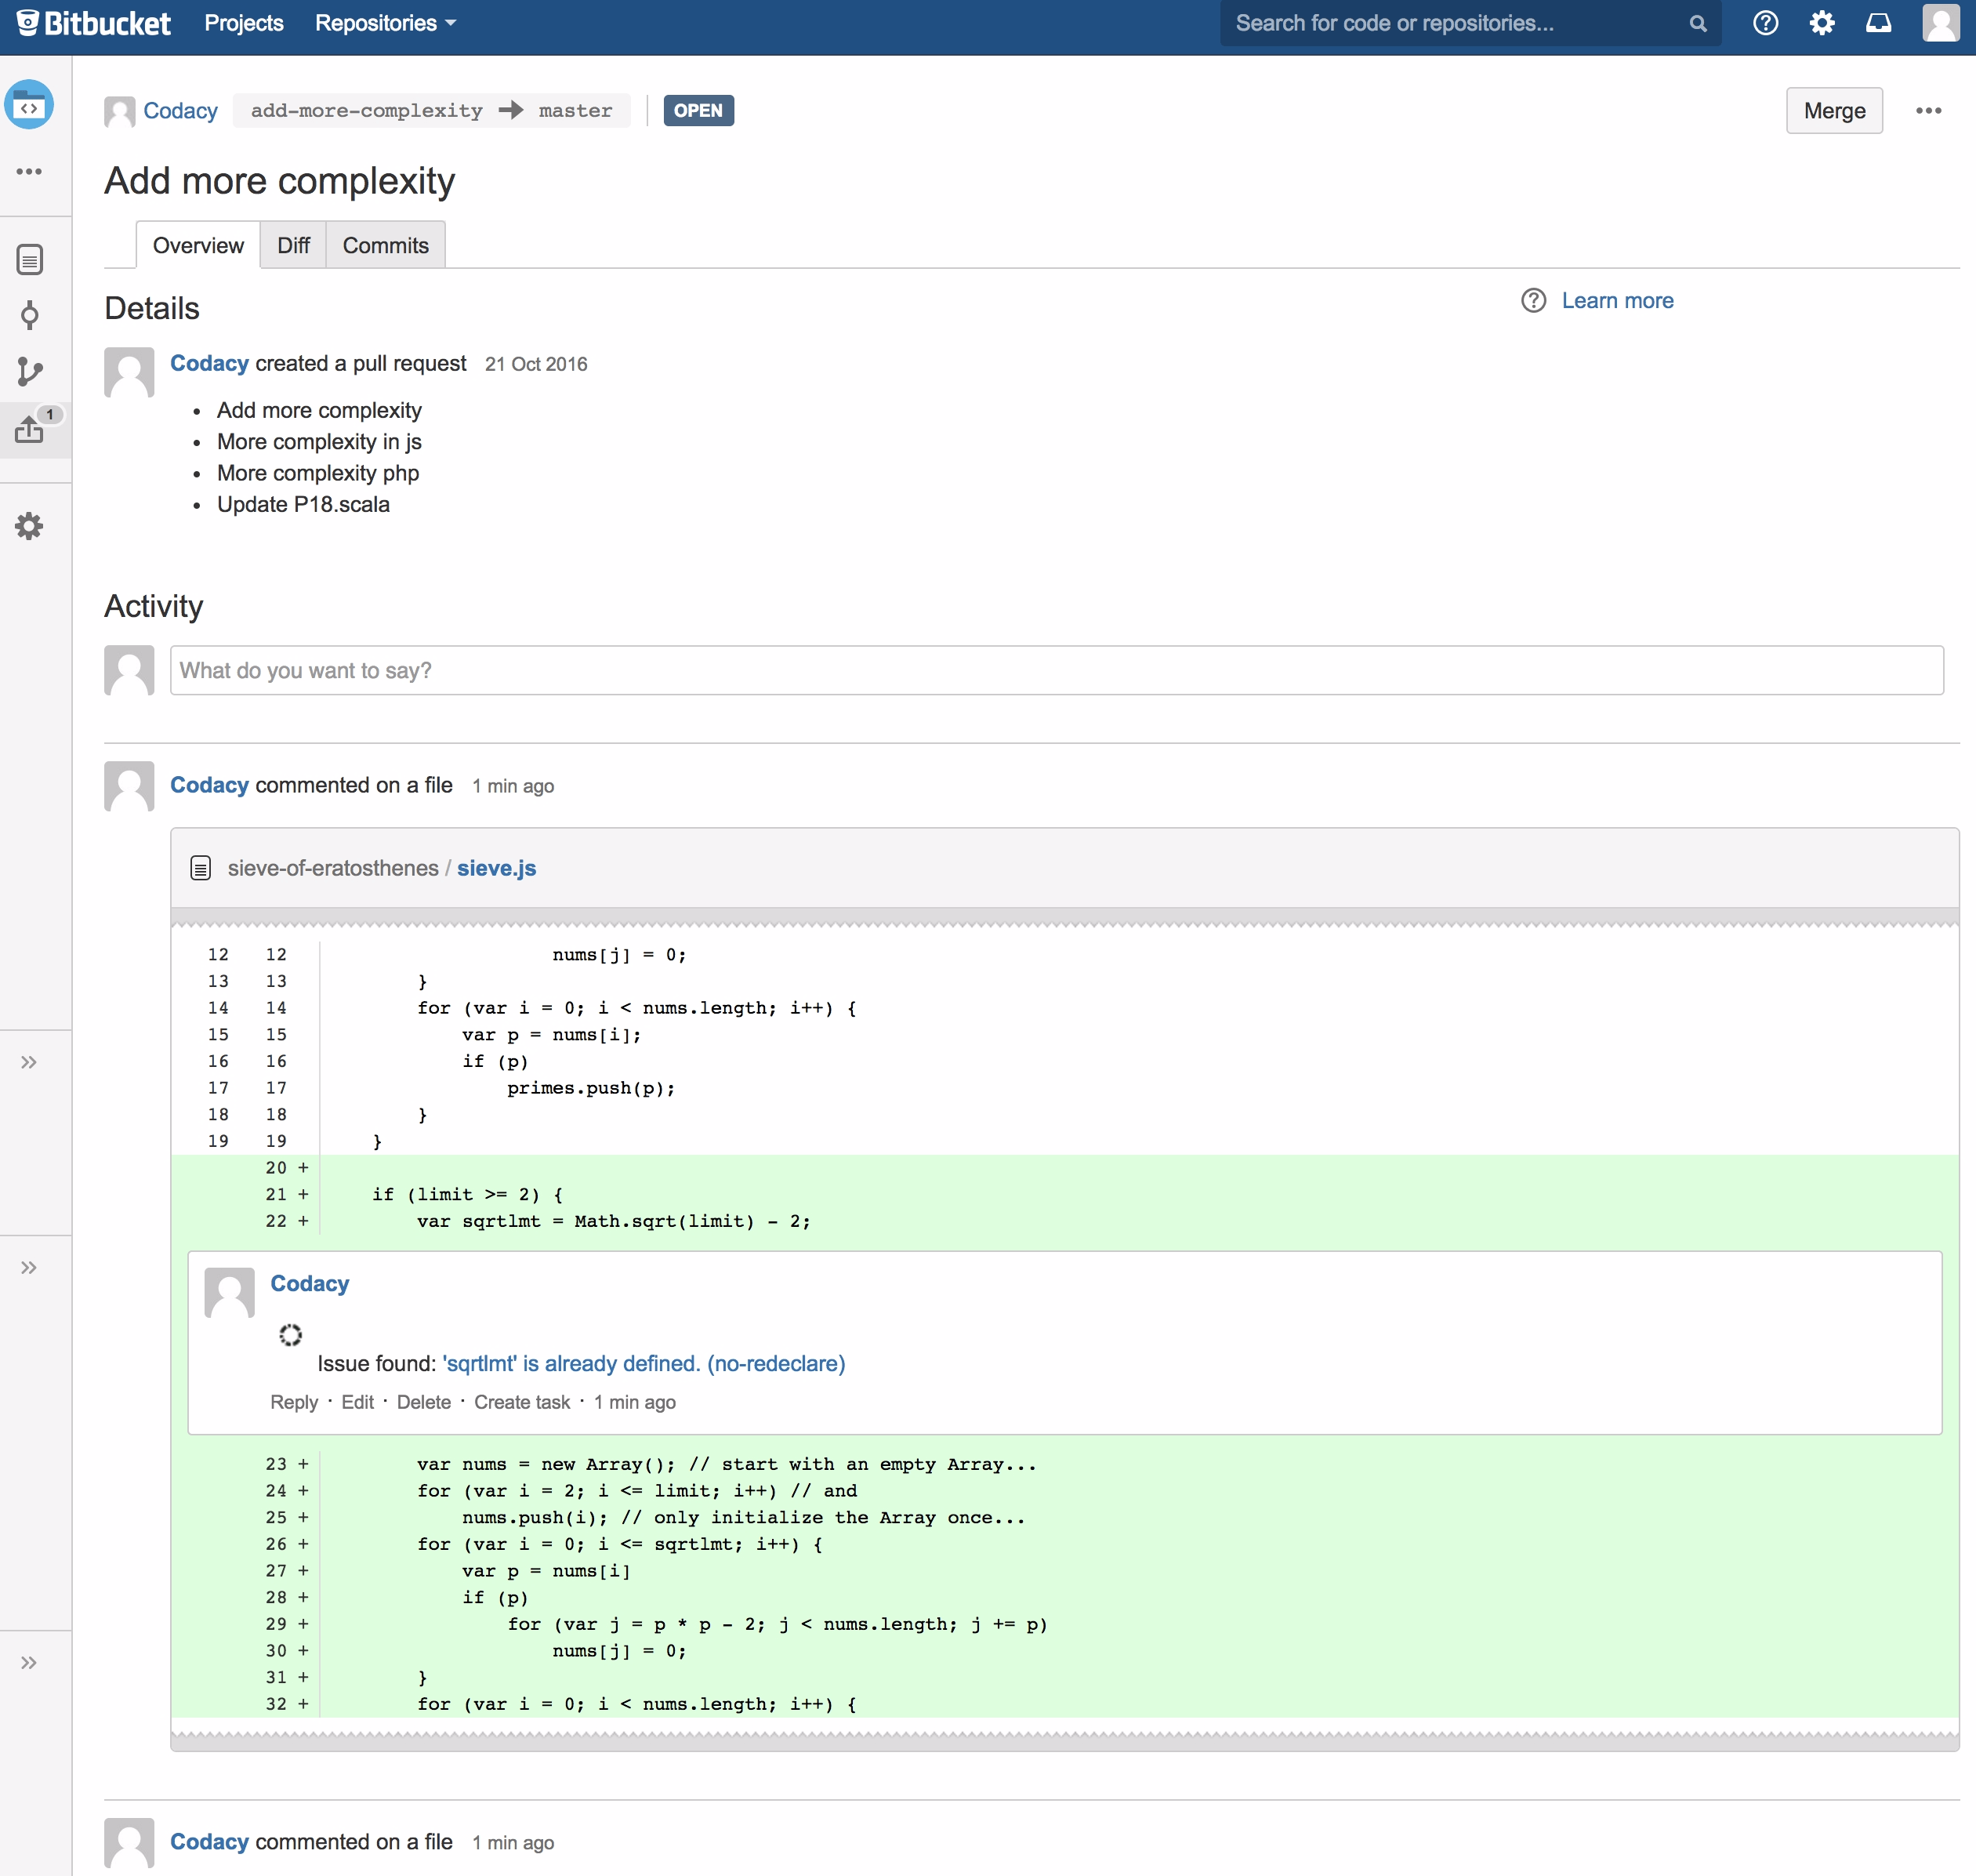 Bitbucket Projects Repositories Search for code or repositories...
Codacy add-more-complexity master OPEN Merge
Add more complexity
Overview Diff Commits
Details
Learn more
Codacy created a pull request 21 Oct 2016
• Add more complexity
• More complexity in js
• More complexity php
• Update P18.scala
1
Activity
What do you want to say?
Codacy commented on a file 1 min ago
sieve-of-eratosthenes / sieve.js
12 12 nums[j] = 0;
13 13 }
14 14 for (var i = 0; i < nums.length; i++) {
15 15 var p = nums[i];
16 16 if (p)
17 17 primes.push(p);
18 18 }
19 19 }
20 +
21 + if (limit >= 2) {
22 + var sqrtlmt = Math.sqrt(limit) - 2;
Codacy
Issue found: 'sqrtlmt' is already defined. (no-redeclare)
Reply · Edit · Delete · Create task · 1 min ago
23 + var nums = new Array(); // start with an empty Array...
24 + for (var i = 2; i <= limit; i++) // and
25 + nums.push(i); // only initialize the Array once...
26 + for (var i = 0; i <= sqrtlmt; i++) {
27 + var p = nums[i]
28 + if (p)
29 + for (var j = p * p - 2; j < nums.length; j += p)
30 + nums[j] = 0;
31 + }
32 + for (var i = 0; i < nums.length; i++) {
Codacy commented on a file 1 min ago